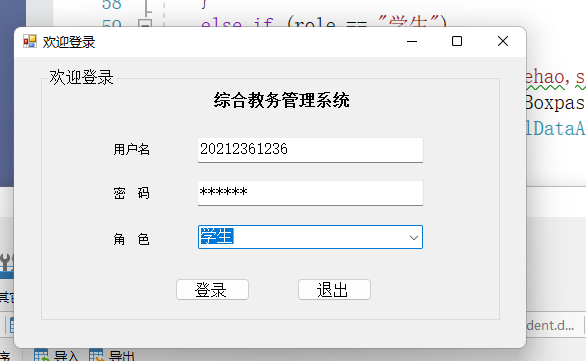 58 }
59 else if (role == "学生")
欢迎登录
ehao,s
Boxpas
lDataA
欢迎登录
综合教务管理系统
用户名 20212361236
密 码 ******
角 色 学生
登录 退出
dent.d...
序 导入 导出